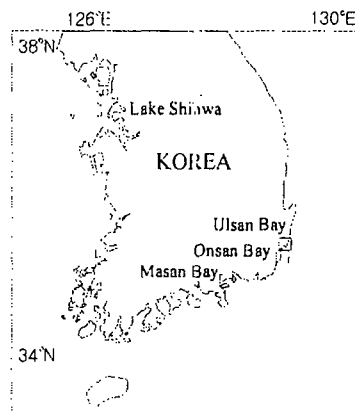 126°E 130°E
38°N
Lake Shihwa
KOREA
Ulsan Bay
Onsan Bay
Masan Bay
34°N